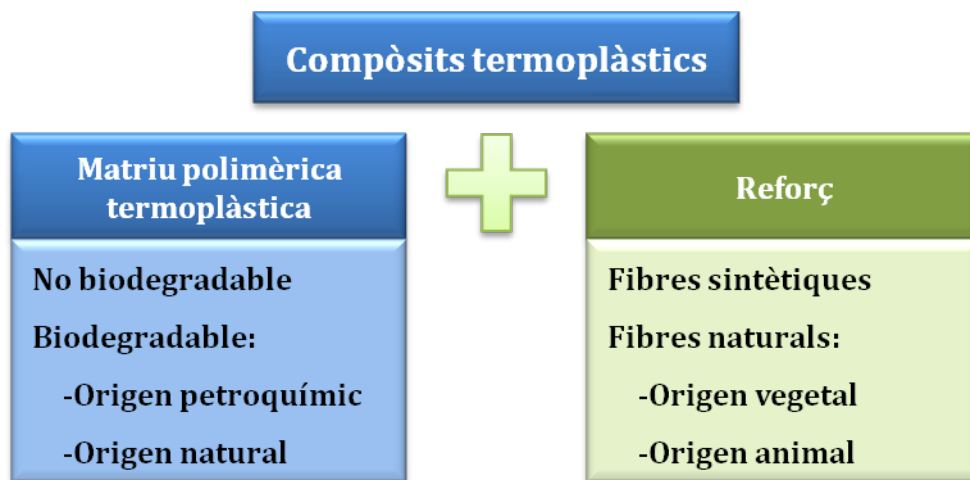 Compòsits termoplàstics
Matriu polimèrica
termoplàstica
No biodegradable
Biodegradable:
-Origen petroquímic
-Origen natural
Reforç
Fibres sintètiques
Fibres naturals:
-Origen vegetal
-Origen animal